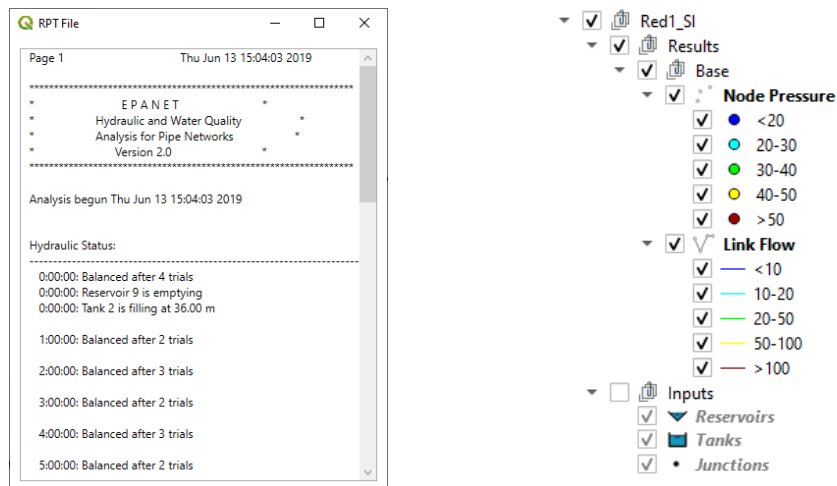 RPT File
Page 1 Thu Jun 13 15:04:03 2019
******************************************************************
* E P A N E T *
* Hydraulic and Water Quality *
* Analysis for Pipe Networks *
* Version 2.0 *
******************************************************************
Analysis begun Thu Jun 13 15:04:03 2019
Hydraulic Status:
-----------------------------------------------------------------------
0:00:00: Balanced after 4 trials
0:00:00: Reservoir 9 is emptying
0:00:00: Tank 2 is filling at 36.00 m
1:00:00: Balanced after 2 trials
2:00:00: Balanced after 3 trials
3:00:00: Balanced after 2 trials
4:00:00: Balanced after 3 trials
5:00:00: Balanced after 2 trials
Red1_SI
Results
Base
Node Pressure
<20
20-30
30-40
40-50
>50
Link Flow
<10
10-20
20-50
50-100
>100
Inputs
Reservoirs
Tanks
Junctions